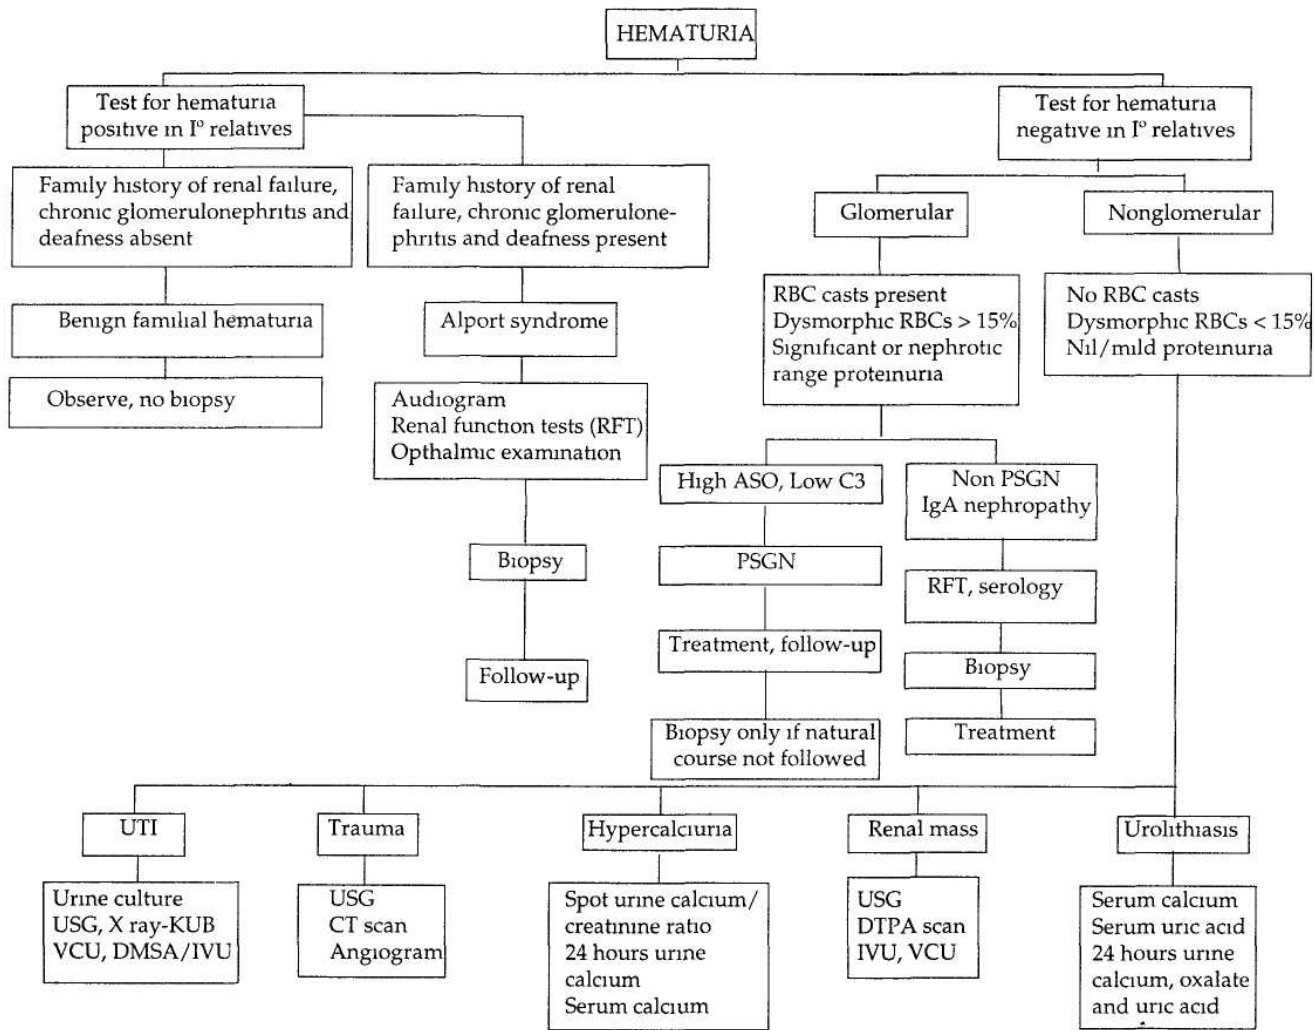 HEMATURIA
Test for hematuria
positive in I° relatives
Test for hematuria
negative in I° relatives
Family history of renal failure,
chronic glomerulonephritis and
deafness absent
Family history of renal
failure, chronic glomerulone-
phritis and deafness present
Glomerular
Nonglomerular
Benign familial hematuria
Alport syndrome
RBC casts present
Dysmorphic RBCs > 15%
Significant or nephrotic
range proteinuria
No RBC casts
Dysmorphic RBCs < 15%
Nil/mild proteinuria
Observe, no biopsy
Audiogram
Renal function tests (RFT)
Opthalmic examination
High ASO, Low C3
Non PSGN
IgA nephropathy
Biopsy
PSGN
RFT, serology
Follow-up
Treatment, follow-up
Biopsy
Biopsy only if natural
course not followed
Treatment
UTI
Trauma
Hypercalciuria
Renal mass
Urolithiasis
Urine culture
USG, X ray-KUB
VCU, DMSA/IVU
USG
CT scan
Angiogram
Spot urine calcium/
creatinine ratio
24 hours urine
calcium
Serum calcium
USG
DTPA scan
IVU, VCU
Serum calcium
Serum uric acid
24 hours urine
calcium, oxalate
and uric acid